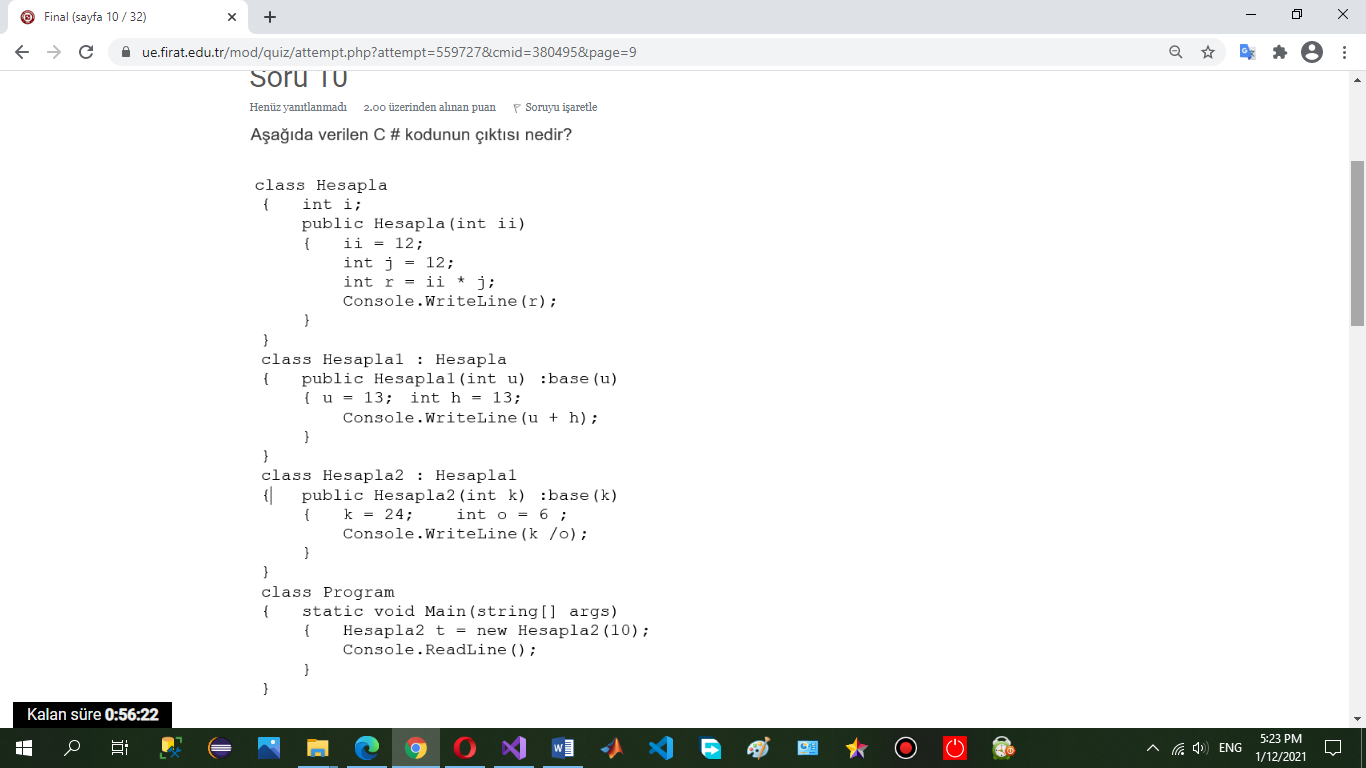 Final (sayfa 10 / 32)
ue.firat.edu.tr/mod/quiz/attempt.php?attempt=559727&cmid=380495&page=9
Soru 10
Henüz yanıtlanmadı 2.00 üzerinden alınan puan Soruyu işaretle
Aşağıda verilen C # kodunun çıktısı nedir?
class Hesapla
{ int i;
public Hesapla(int ii)
{ ii = 12;
int j = 12;
int r = ii * j;
Console.WriteLine(r);
}
}
class Hesapla1 : Hesapla
{ public Hesapla1(int u) :base(u)
{ u = 13; int h = 13;
Console.WriteLine(u + h);
}
}
class Hesapla2 : Hesapla1
{ public Hesapla2(int k) :base(k)
{ k = 24; int o = 6 ;
Console.WriteLine(k /o);
}
}
class Program
{ static void Main(string[] args)
{ Hesapla2 t = new Hesapla2(10);
Console.ReadLine();
}
}
Kalan süre 0:56:22
ENG
5:23 PM
1/12/2021